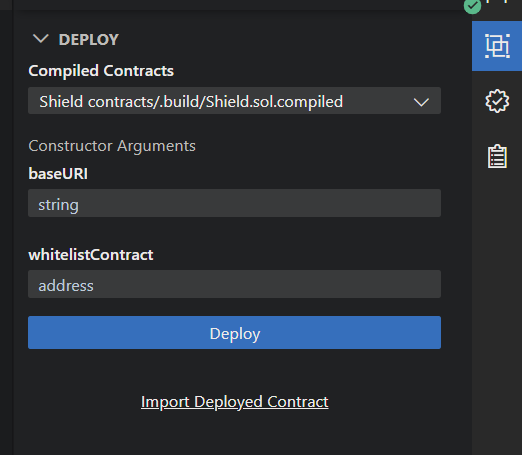 DEPLOY
Compiled Contracts
Shield contracts/.build/Shield.sol.compiled
Constructor Arguments
baseURI
string
whitelistContract
address
Deploy
Import Deployed Contract